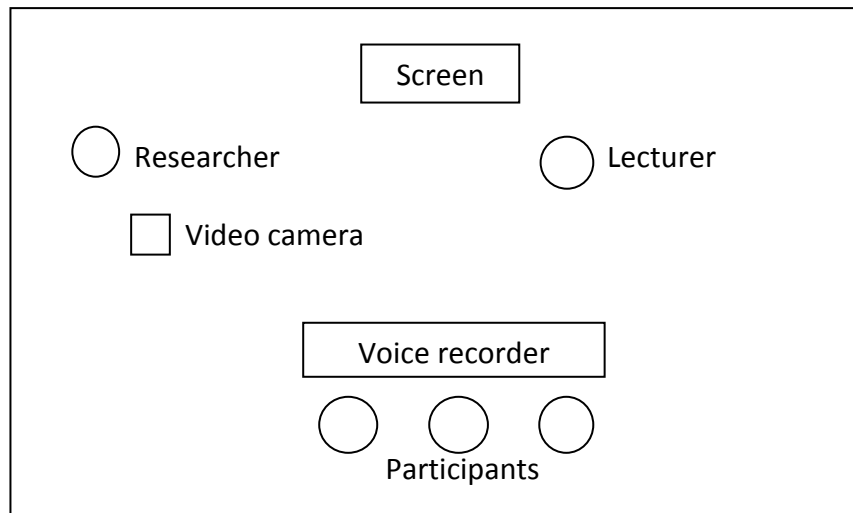 Screen
Researcher
Lecturer
Video camera
Voice recorder
Participants